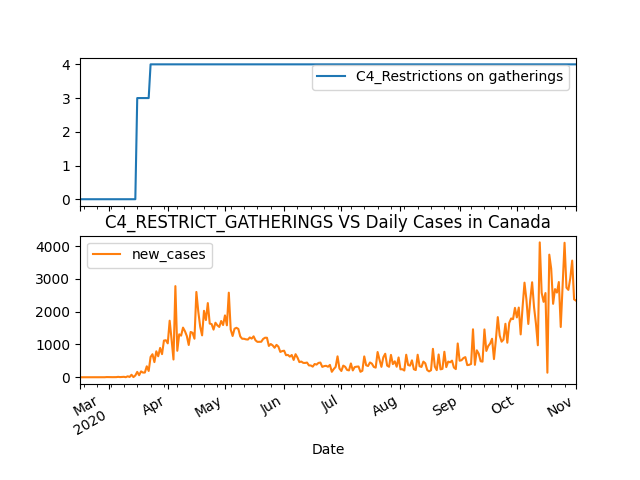 4
3
2
1
0
C4_Restrictions on gatherings
C4_RESTRICT_GATHERINGS VS Daily Cases in Canada
4000
3000
2000
1000
0
new_cases
Mar
2020
Apr
May
Jun
Jul
Aug
Sep
Oct
Nov
Date